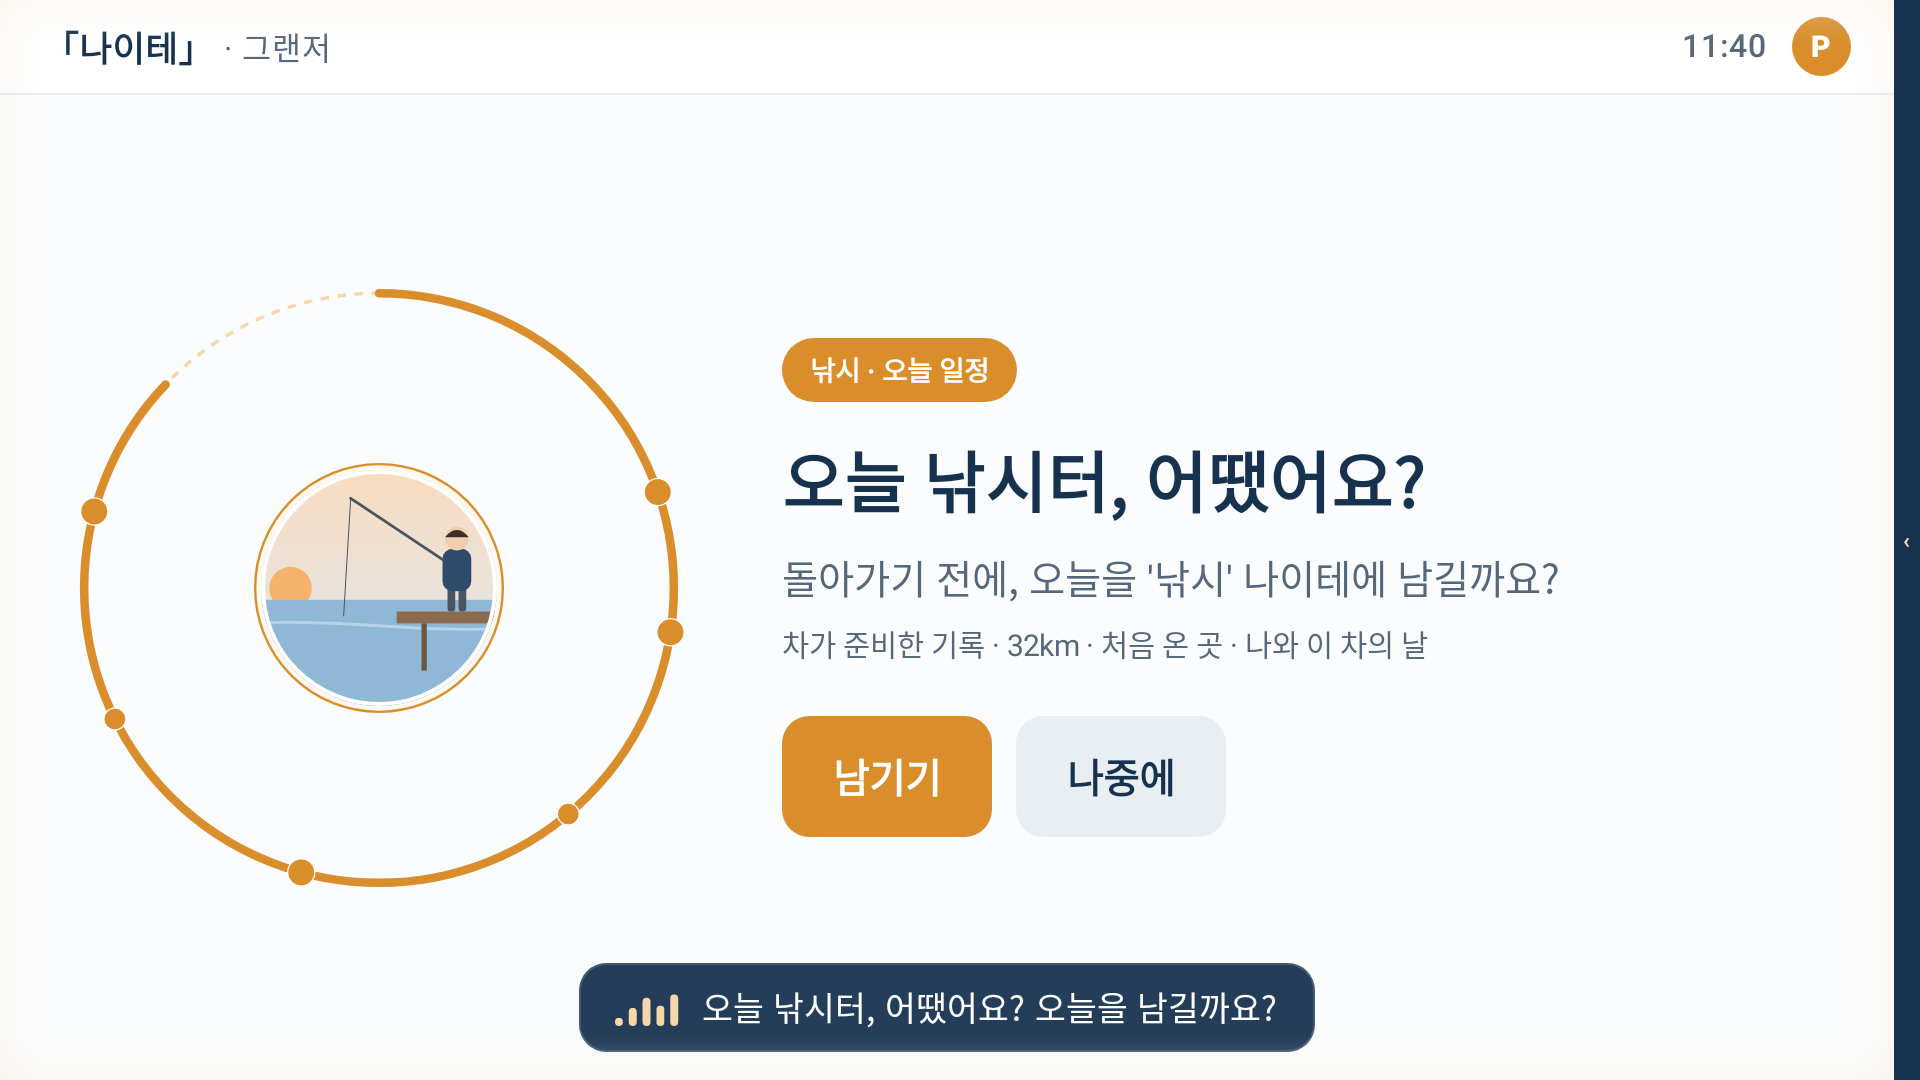 「나이테」 · 그랜저
11:40
P
낚시 · 오늘 일정
오늘 낚시터, 어땠어요?
돌아가기 전에, 오늘을 '낚시' 나이테에 남길까요?
차가 준비한 기록 · 32km · 처음 온 곳 · 나와 이 차의 날
남기기
나중에
오늘 낚시터, 어땠어요? 오늘을 남길까요?